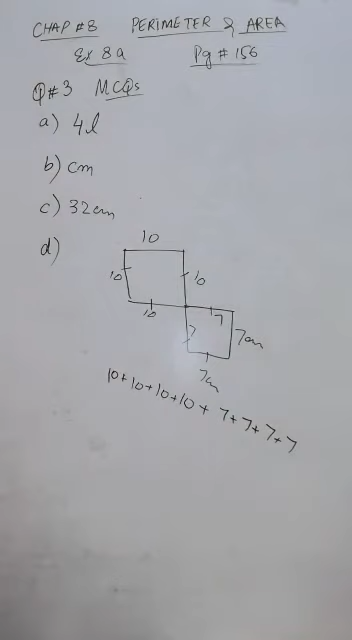 CHAP #8 PERIMETER & AREA
Ex 8a Pg # 156
Q#3 MCQs
a) 4l
b) cm
c) 32cm
d)
10
10 10
10 7
7 7cm
7cm
10+10+10+10+7+7+7+7